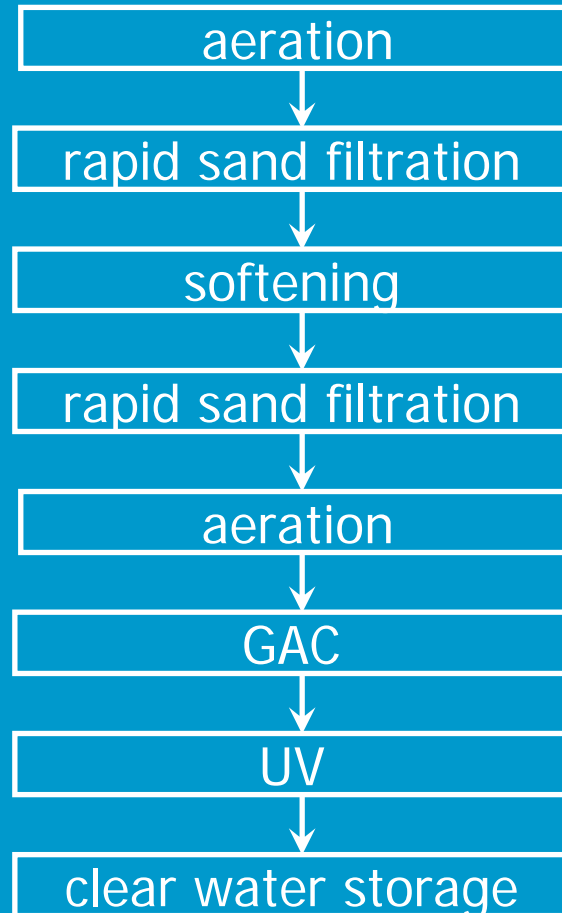 aeration
rapid sand filtration
softening
rapid sand filtration
aeration
GAC
UV
clear water storage